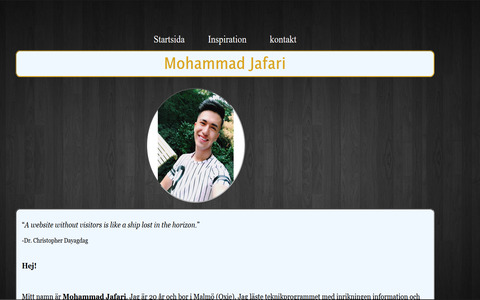 Startsida Inspiration kontakt
Mohammad Jafari
“A website without visitors is like a ship lost in the horizon.”
-Dr. Christopher Dayagdag
Hej!
Mitt namn är Mohammad Jafari. Jag är 20 år och bor i Malmö (Oxie). Jag läste teknikprogrammet med inrikningen information och